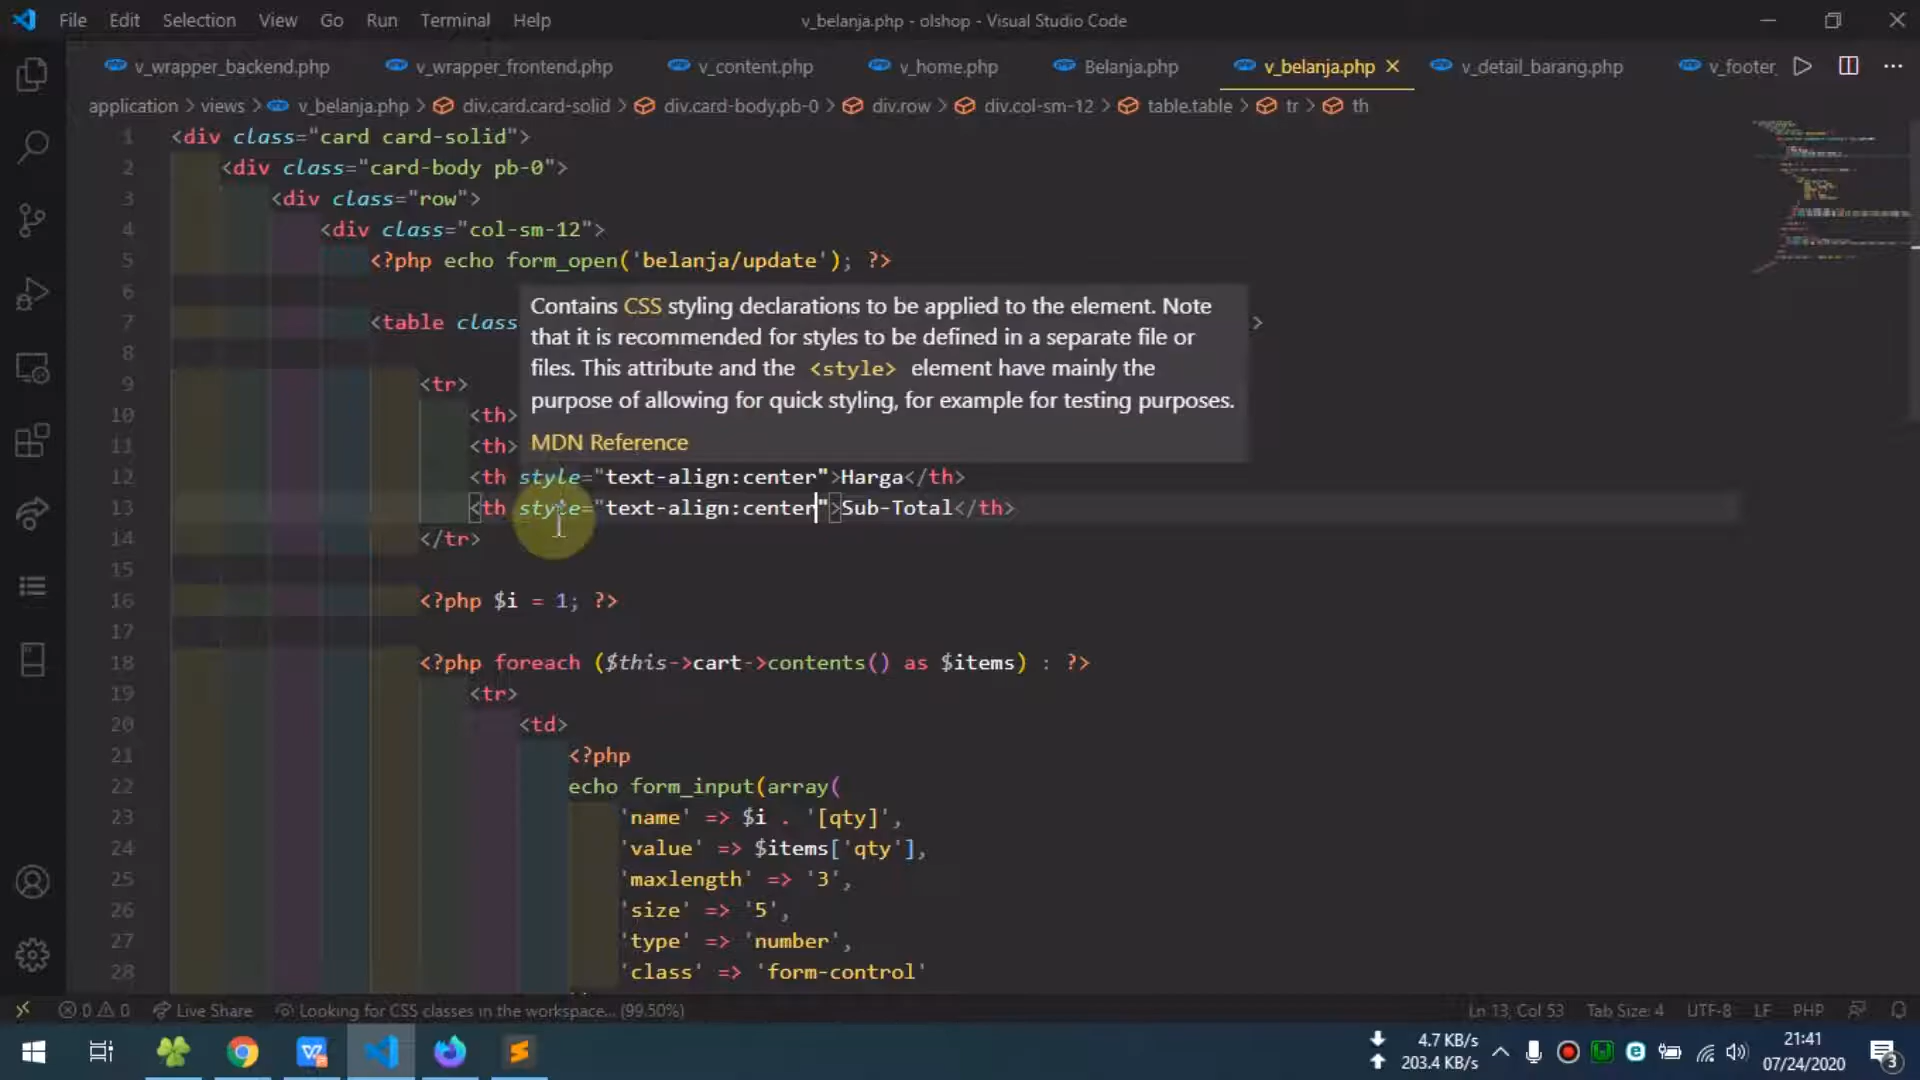 File Edit Selection View Go Run Terminal Help v_belanja.php - olshop - Visual Studio Code
v_wrapper_backend.php v_wrapper_frontend.php v_content.php v_home.php Belanja.php v_belanja.php v_detail_barang.php v_footer
application > views > v_belanja.php > div.card.card-solid > div.card-body.pb-0 > div.row > div.col-sm-12 > table.table > tr > th
1 <div class="card card-solid">
2 <div class="card-body pb-0">
3 <div class="row">
4 <div class="col-sm-12">
5 <?php echo form_open('belanja/update'); ?>
6
Contains CSS styling declarations to be applied to the element. Note
7 <table class >
that it is recommended for styles to be defined in a separate file or
8
files. This attribute and the <style> element have mainly the
9 <tr>
purpose of allowing for quick styling, for example for testing purposes.
10 <th>
MDN Reference
11 <th>
12 <th style="text-align:center">Harga</th>
13 <th style="text-align:center">Sub-Total</th>
14 </tr>
15
16 <?php $i = 1; ?>
17
18 <?php foreach ($this->cart->contents() as $items) : ?>
19 <tr>
20 <td>
21 <?php
22 echo form_input(array(
23 'name' => $i . '[qty]',
24 'value' => $items['qty'],
25 'maxlength' => '3',
26 'size' => '5',
27 'type' => 'number',
28 'class' => 'form-control'
0 0 Live Share Looking for CSS classes in the workspace... (99.50%) Ln 13, Col 53 Tab Size: 4 UTF-8 LF PHP
4.7 KB/s 21:41
203.4 KB/s 07/24/2020 3